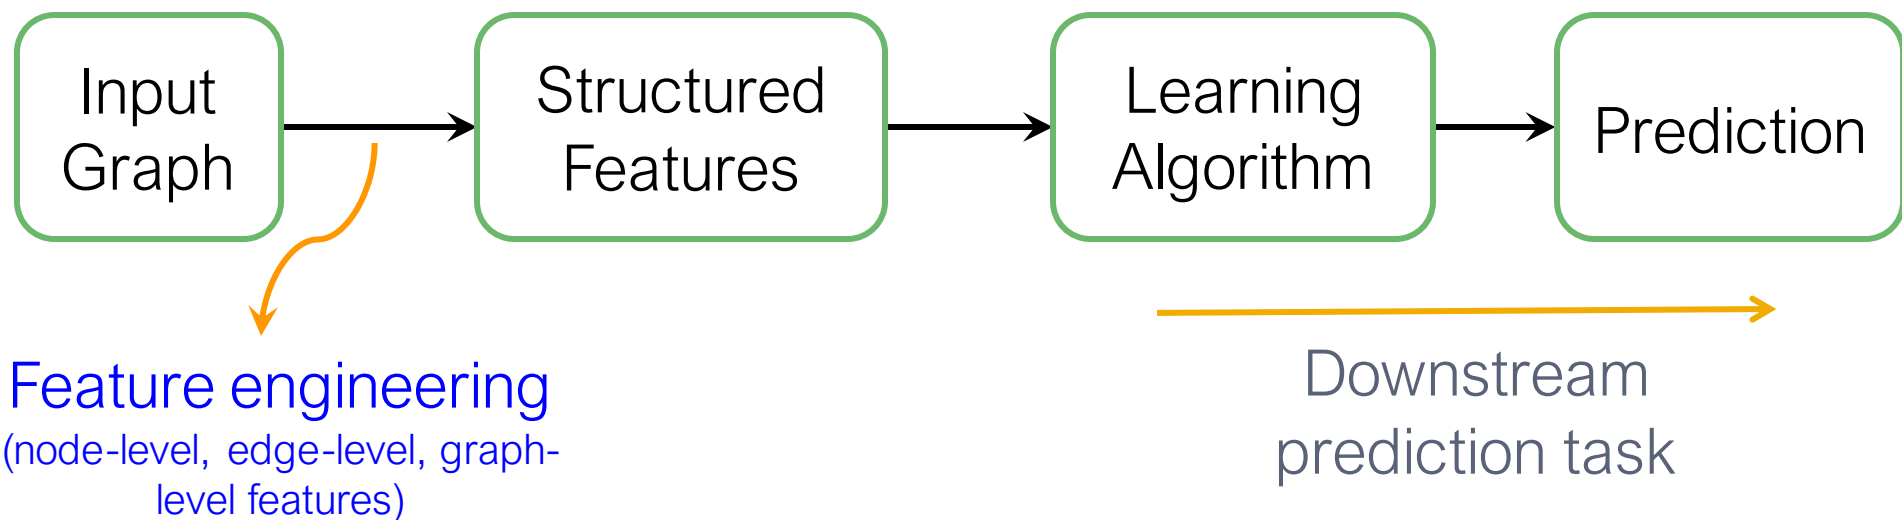 Input
Graph
Structured
Features
Learning
Algorithm
Prediction
Feature engineering
(node-level, edge-level, graph-
level features)
Downstream
prediction task